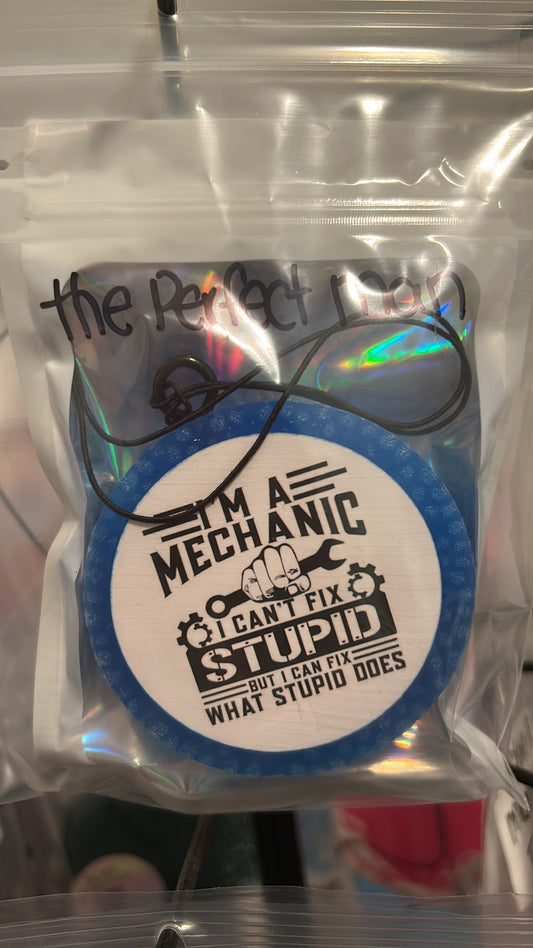 the Perfect man
I'M A
MECHANIC
I CAN'T FIX
STUPID
BUT I CAN FIX
WHAT STUPID DOES